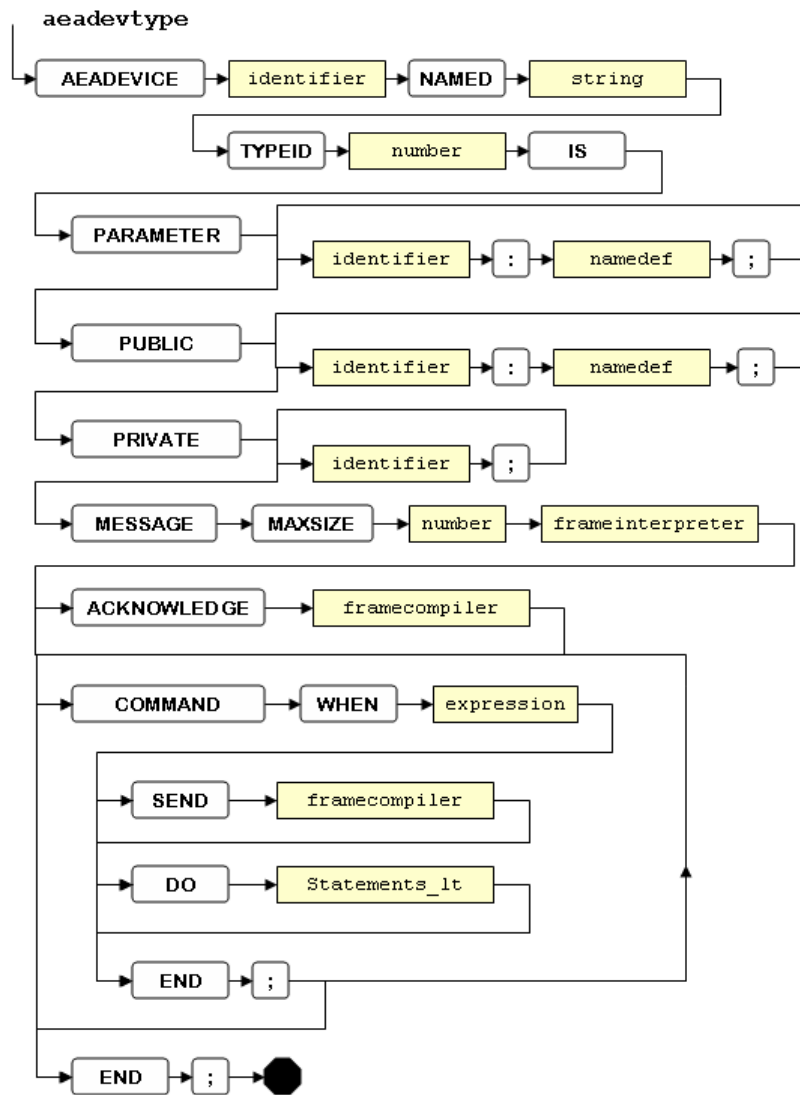 aeadevtype
AEADEVICE identifier NAMED string
TYPEID number IS
PARAMETER
identifier : namedef ;
PUBLIC
identifier : namedef ;
PRIVATE
identifier ;
MESSAGE MAXSIZE number frameinterpreter
ACKNOWLEDGE framecompiler
COMMAND WHEN expression
SEND framecompiler
DO Statements_lt
END ;
END ;